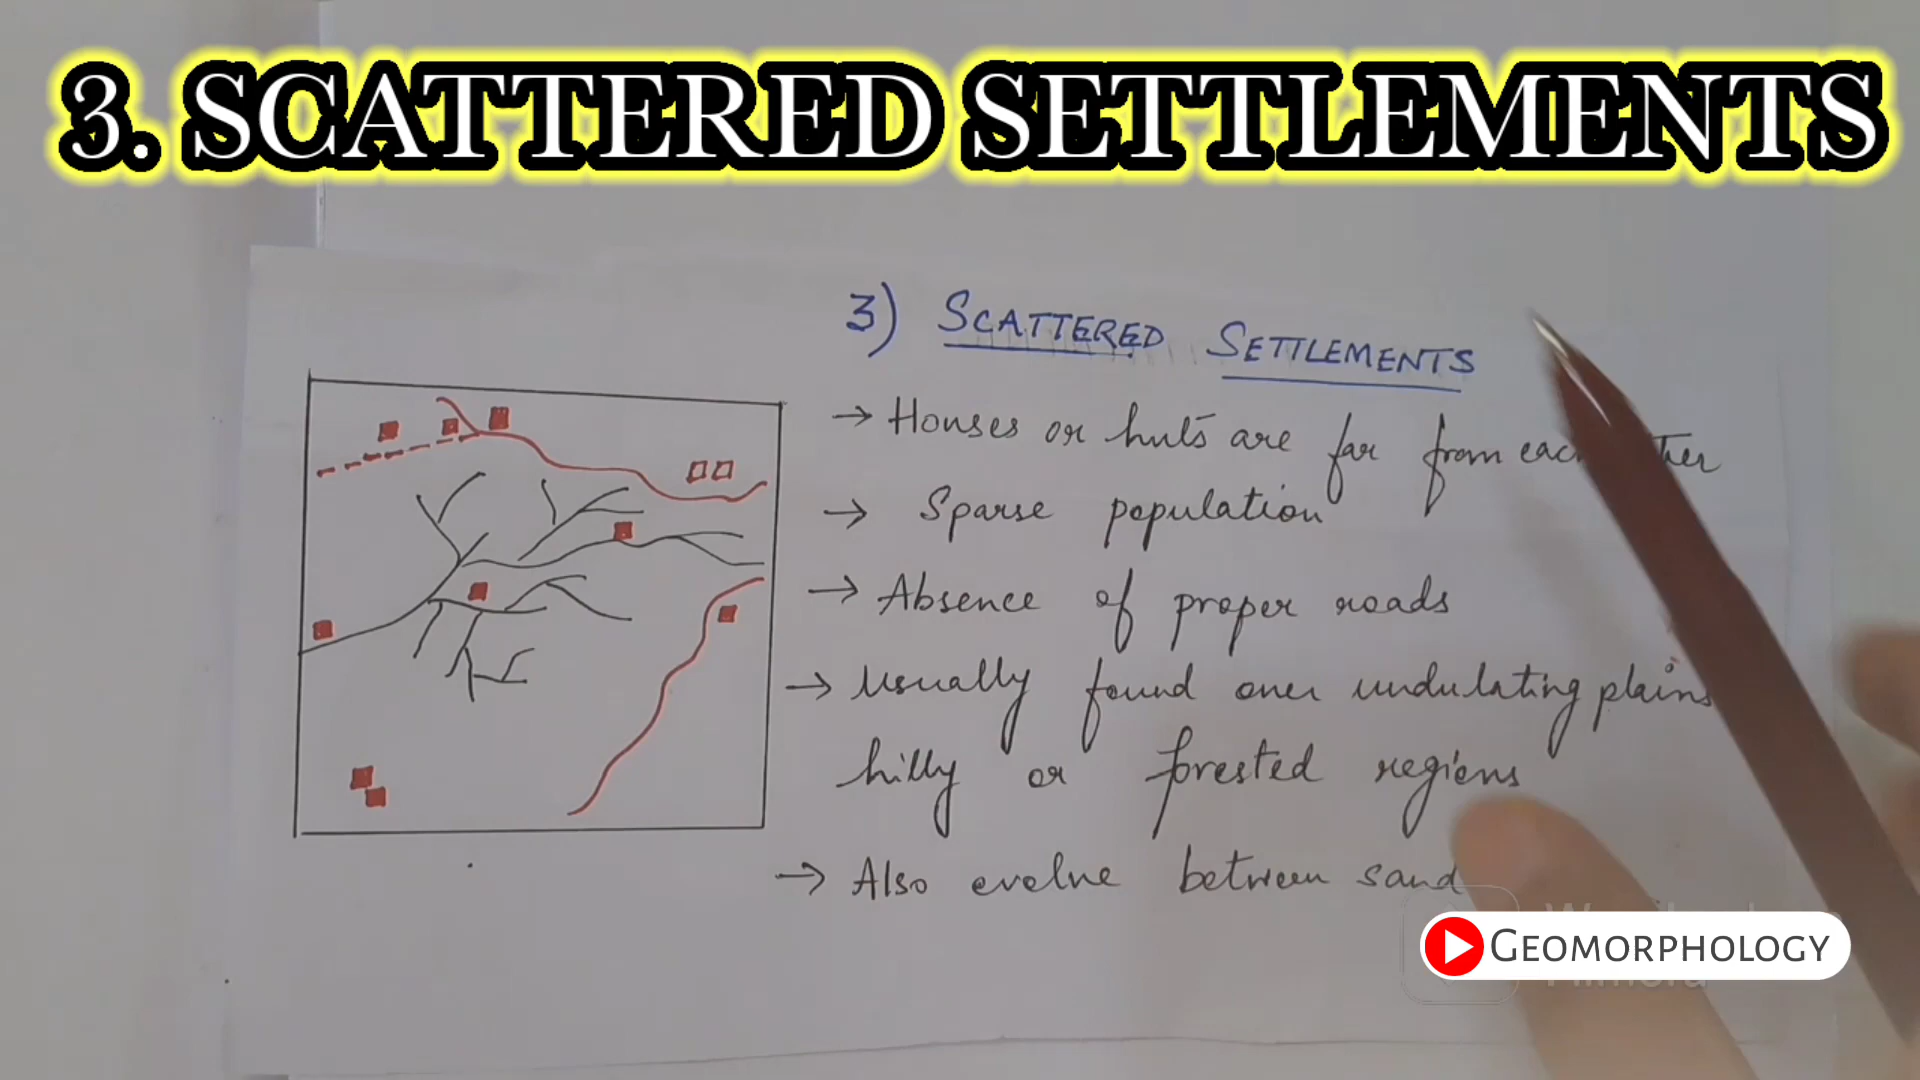 3. SCATTERED SETTLEMENTS
3) SCATTERED SETTLEMENTS
→ Houses or huts are far from each
→ Sparse population
→ Absence of proper roads
→ Usually found over undulating plains
hilly or forested regions
→ Also evolve between sand
GEOMORPHOLOGY